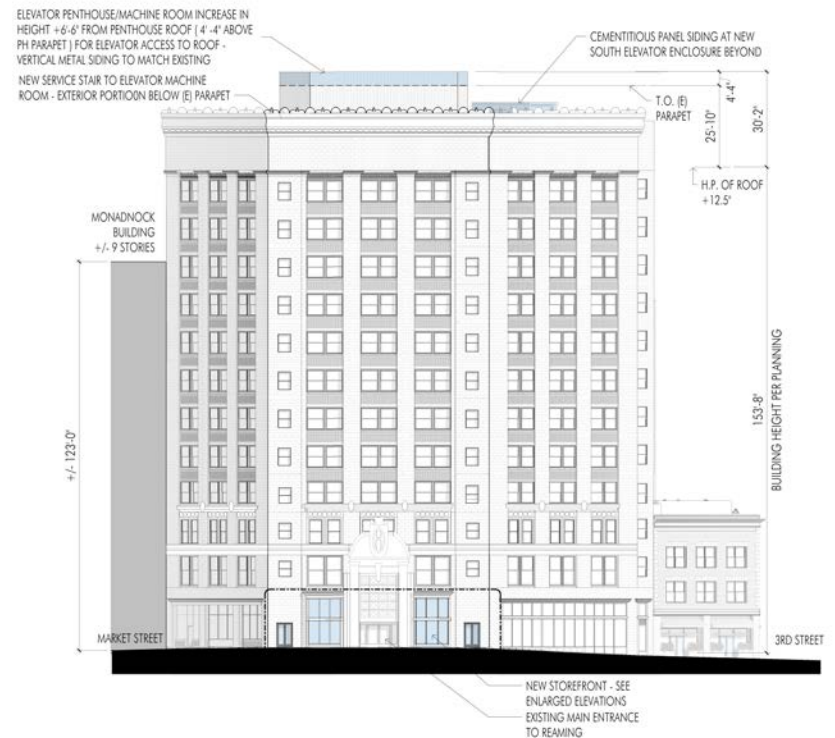 ELEVATOR PENTHOUSE/MACHINE ROOM INCREASE IN
HEIGHT +6'-6" FROM PENTHOUSE ROOF ( 4' -4" ABOVE
PH PARAPET ) FOR ELEVATOR ACCESS TO ROOF -
VERTICAL METAL SIDING TO MATCH EXISTING
NEW SERVICE STAIR TO ELEVATOR MACHINE
ROOM - EXTERIOR PORTIO0N BELOW (E) PARAPET
CEMENTITIOUS PANEL SIDING AT NEW
SOUTH ELEVATOR ENCLOSURE BEYOND
T.O. (E)
PARAPET
4'-4"
25'-10"
30'-2"
H.P. OF ROOF
+12.5'
MONADNOCK
BUILDING
+/- 9 STORIES
+/- 123'-0"
153'-8"
BUILDING HEIGHT PER PLANNING
MARKET STREET
3RD STREET
NEW STOREFRONT - SEE
ENLARGED ELEVATIONS
EXISTING MAIN ENTRANCE
TO REAMING